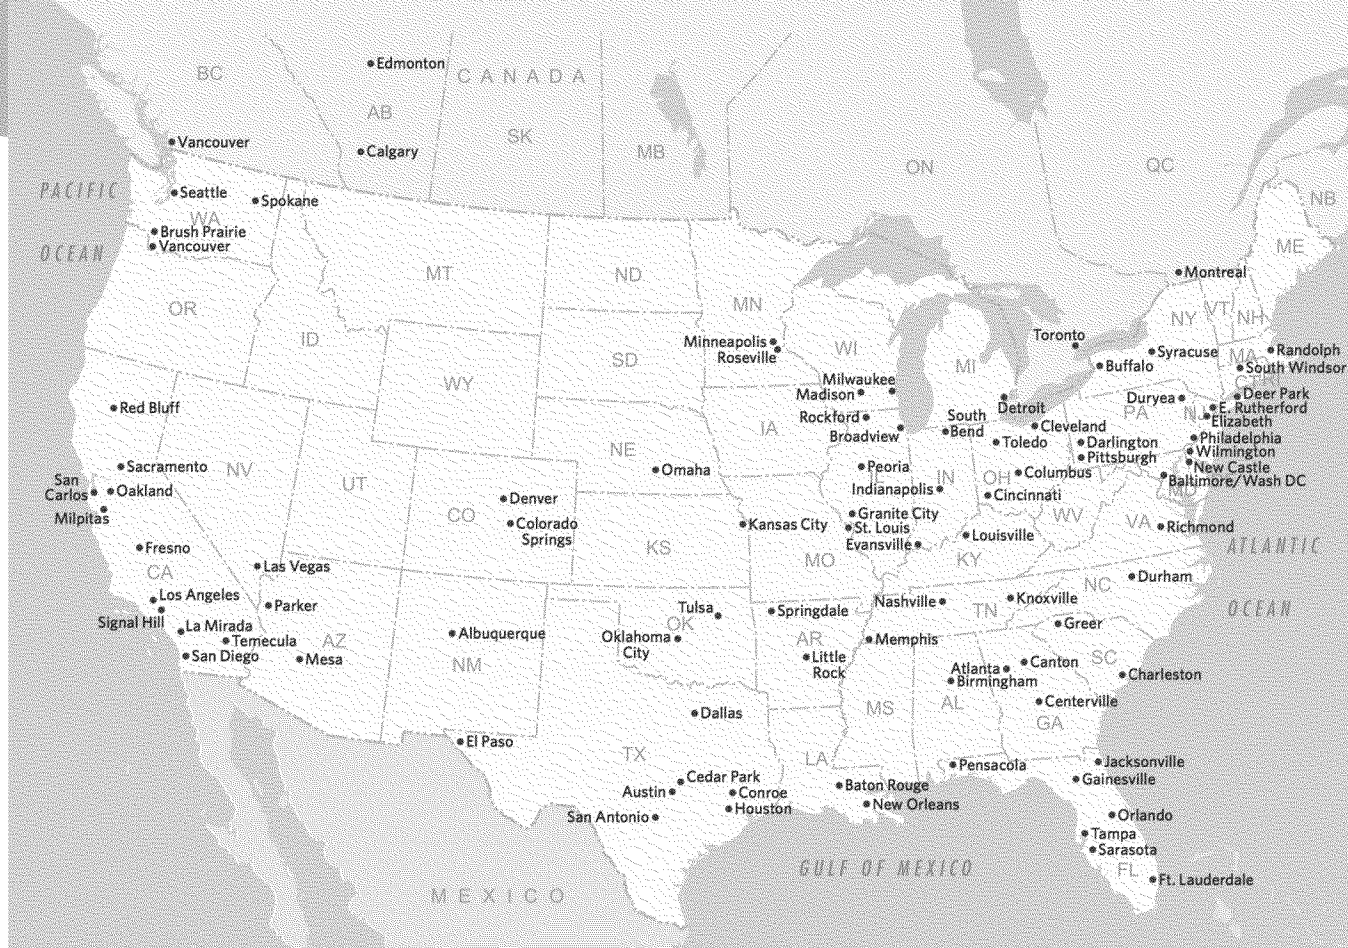 Edmonton
BC
CANADA
AB
SK
Vancouver
Calgary
MB
ON
QC
PACIFIC
OCEAN
Seattle
Spokane
WA
NB
Brush Prairie
Vancouver
ME
MT
ND
Montreal
OR
MN
NY
VT
NH
ID
Minneapolis
Roseville
WI
Toronto
SD
MI
Buffalo
Syracuse
MA
Randolph
South Windsor
WY
Milwaukee
Madison
Detroit
Duryea
Deer Park
Red Bluff
Rockford
South
Bend
PA
NJ
E. Rutherford
Elizabeth
IA
Broadview
Toledo
Cleveland
Darlington
Pittsburgh
Philadelphia
Wilmington
NE
Sacramento
NV
Omaha
Peoria
IN
OH
Columbus
New Castle
Baltimore/Wash DC
MD
San
Carlos
Oakland
UT
Denver
Indianapolis
Cincinnati
Milpitas
CO
Colorado
Springs
Kansas City
Granite City
St. Louis
WV
VA
Richmond
KS
Evansville
Louisville
Fresno
MO
KY
ATLANTIC
OCEAN
CA
Las Vegas
NC
Durham
Los Angeles
Parker
Tulsa
Springdale
Nashville
TN
Knoxville
Signal Hill
La Mirada
Temecula
AZ
Albuquerque
OK
Oklahoma
City
AR
Memphis
Greer
San Diego
Mesa
NM
Little
Rock
Atlanta
Canton
SC
Birmingham
Charleston
MS
AL
Centerville
GA
Dallas
El Paso
TX
LA
Pensacola
Jacksonville
Gainesville
Cedar Park
Austin
Conroe
Houston
Baton Rouge
New Orleans
San Antonio
Orlando
Tampa
Sarasota
GULF OF MEXICO
FL
Ft. Lauderdale
MEXICO